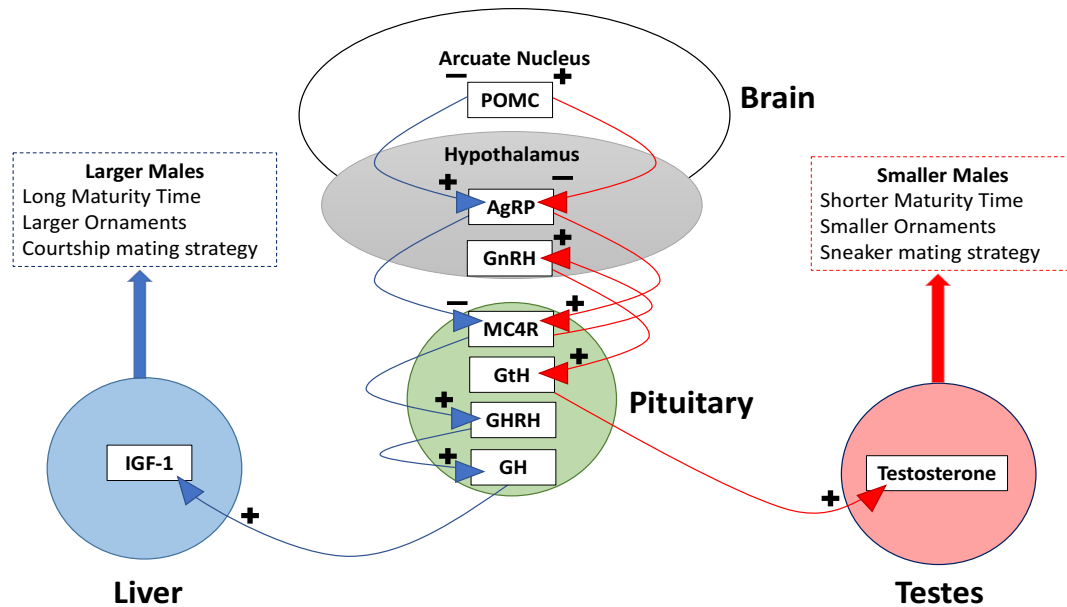 Arcuate Nucleus
− +
POMC
Brain
Hypothalamus
+ −
AgRP
+
GnRH
− +
MC4R
+
GtH
Pituitary
+
GHRH
+
GH
Larger Males
Long Maturity Time
Larger Ornaments
Courtship mating strategy
Smaller Males
Shorter Maturity Time
Smaller Ornaments
Sneaker mating strategy
IGF-1
+
Liver
Testosterone
+
Testes